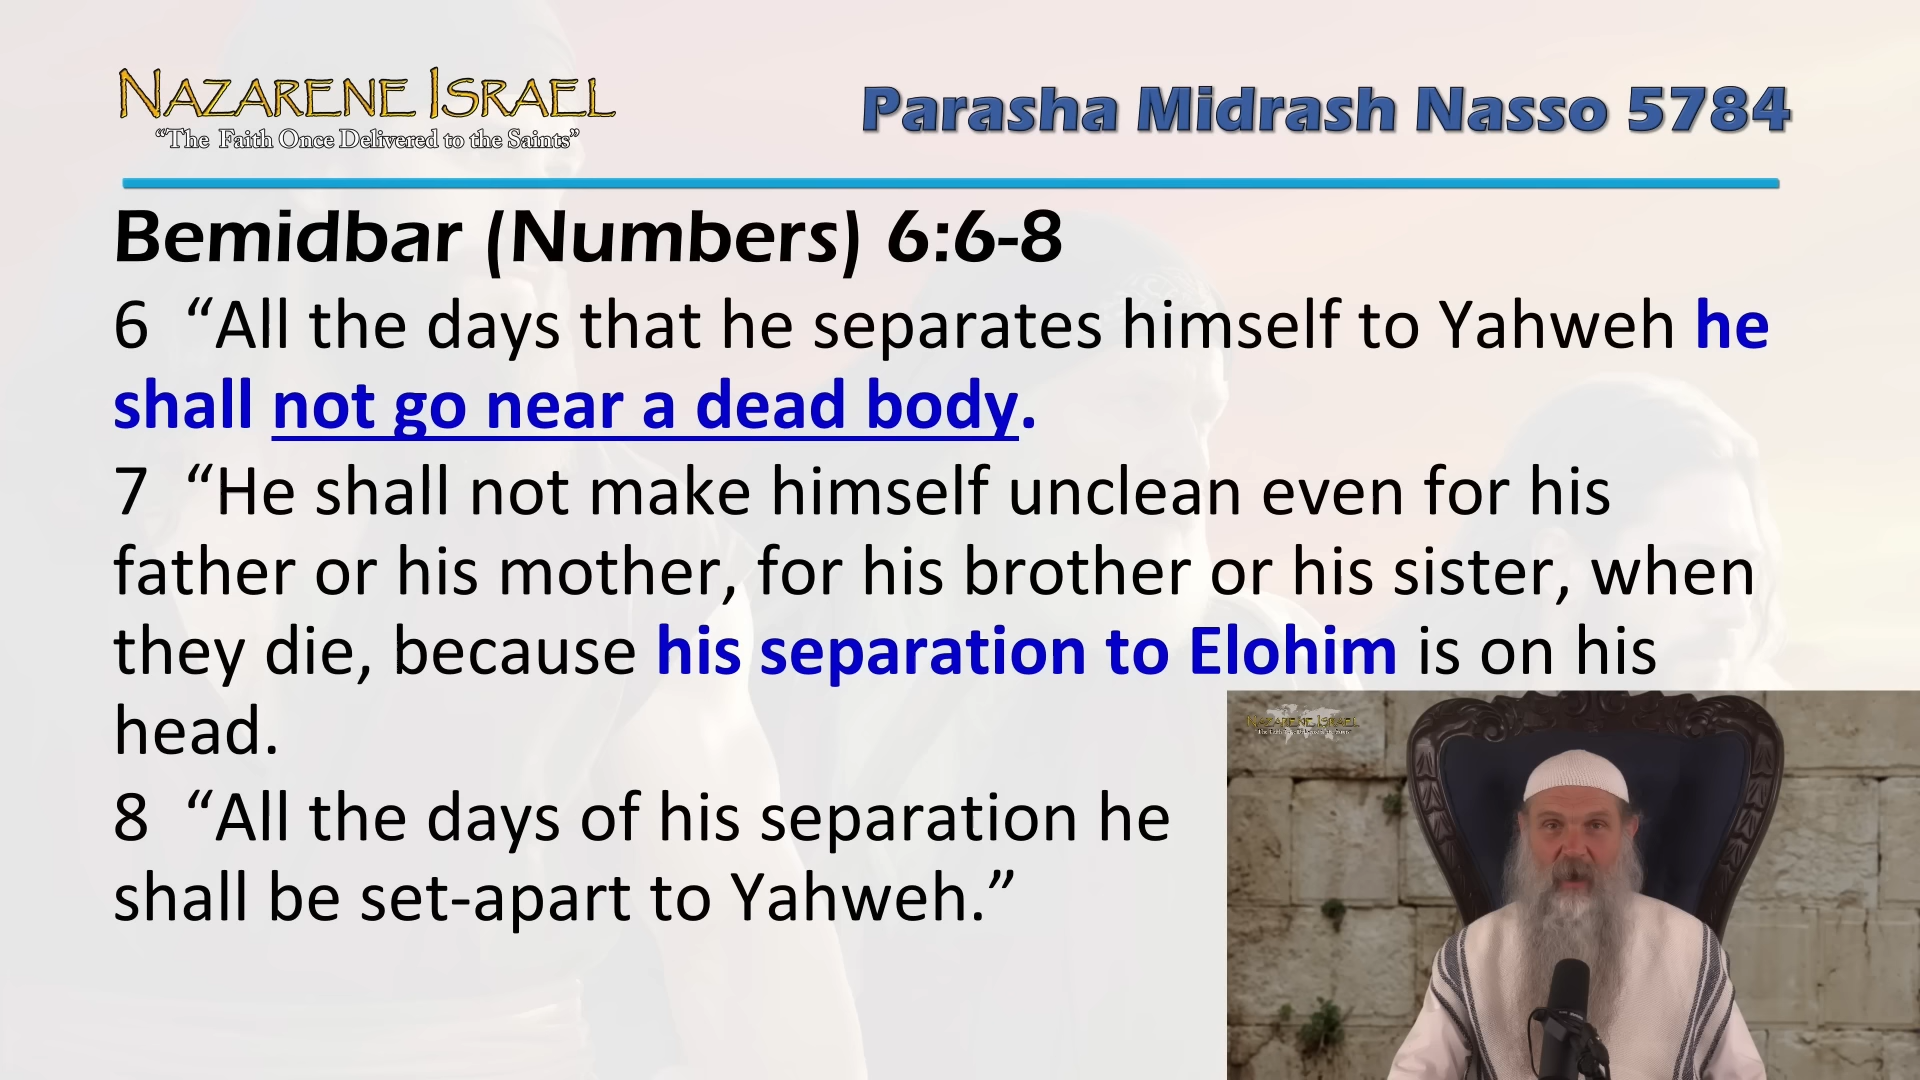 NAZARENE ISRAEL
“The Faith Once Delivered to the Saints”
Parasha Midrash Nasso 5784
Bemidbar (Numbers) 6:6-8
6 “All the days that he separates himself to Yahweh he
shall not go near a dead body.
7 “He shall not make himself unclean even for his
father or his mother, for his brother or his sister, when
they die, because his separation to Elohim is on his
head.
8 “All the days of his separation he
shall be set-apart to Yahweh.”
NAZARENE ISRAEL